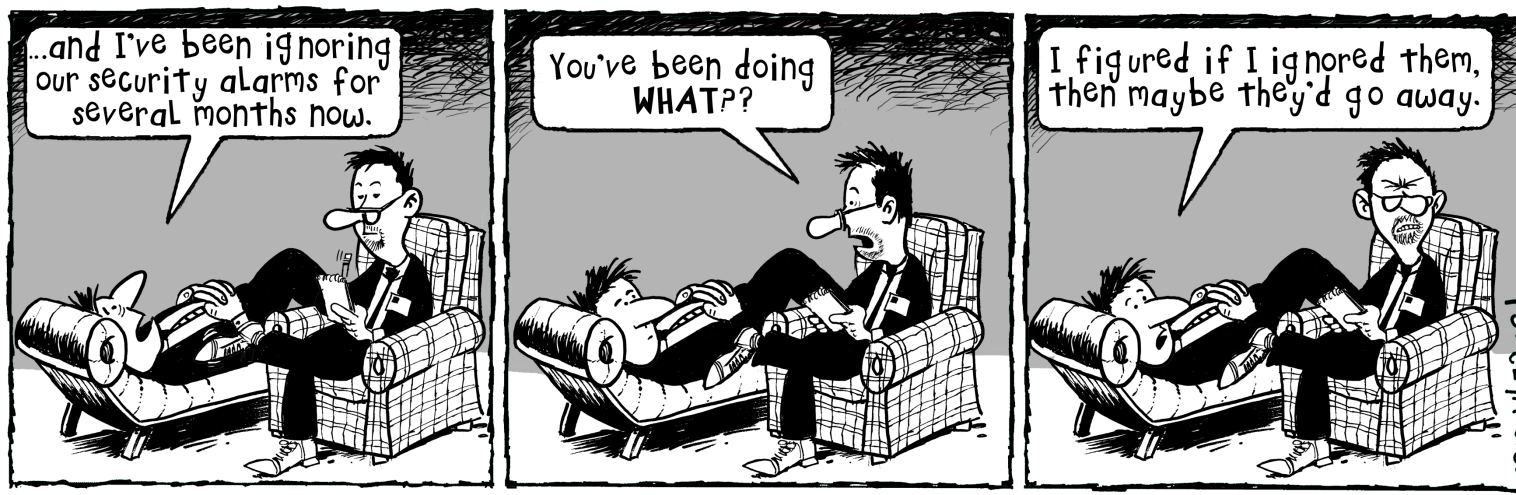 ...and I've been ignoring
our security alarms for
several months now.
You've been doing
WHAT??
I figured if I ignored them,
then maybe they'd go away.